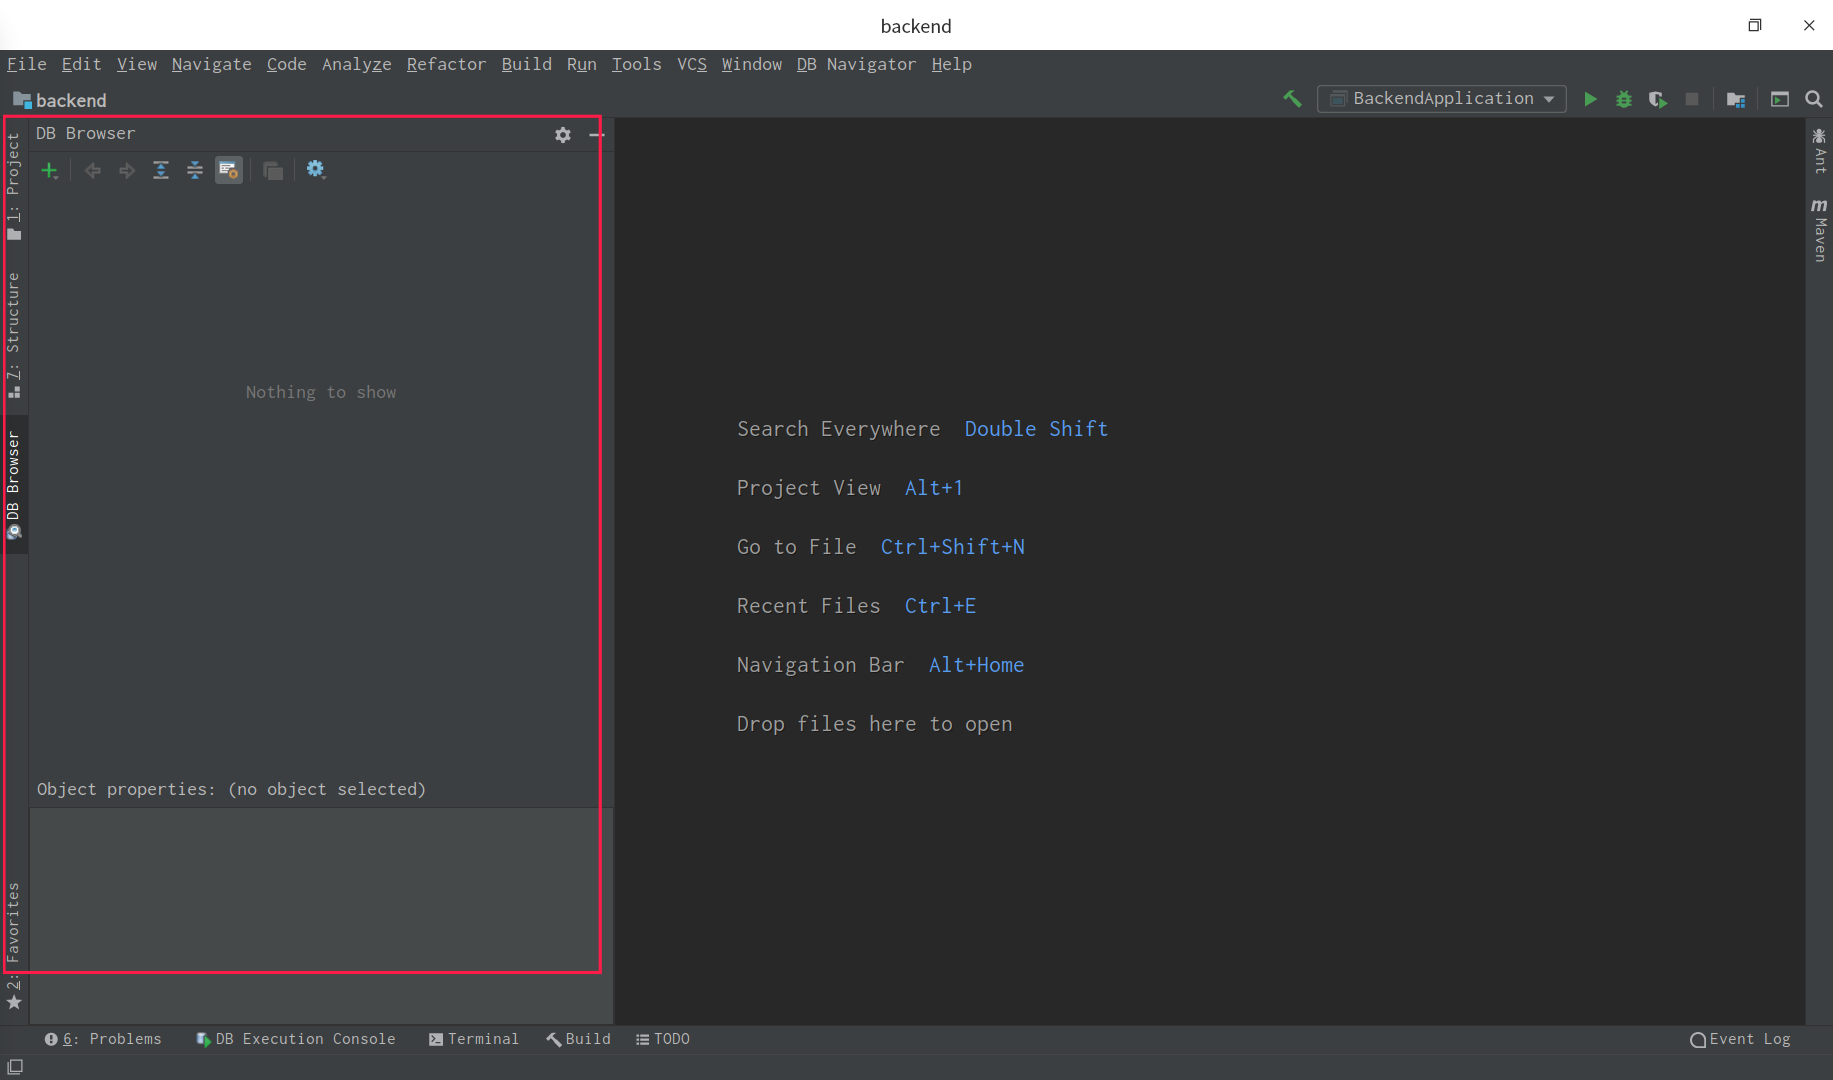 backend
File Edit View Navigate Code Analyze Refactor Build Run Tools VCS Window DB Navigator Help
backend
BackendApplication
1: Project
7: Structure
DB Browser
2: Favorites
DB Browser
Nothing to show
Object properties: (no object selected)
Search Everywhere Double Shift
Project View Alt+1
Go to File Ctrl+Shift+N
Recent Files Ctrl+E
Navigation Bar Alt+Home
Drop files here to open
Ant
m Maven
6: Problems DB Execution Console Terminal Build TODO Event Log